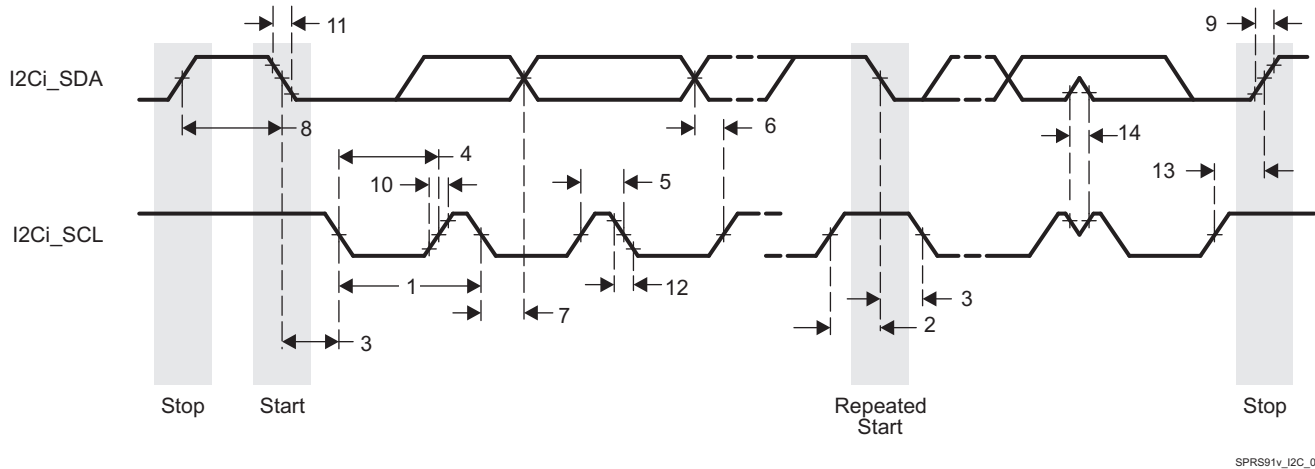 11
9
I2Ci_SDA
8
6
14
4
13
10
5
I2Ci_SCL
1
12
7
3
2
3
Stop
Start
Repeated
Start
Stop
SPRS91v_I2C_0